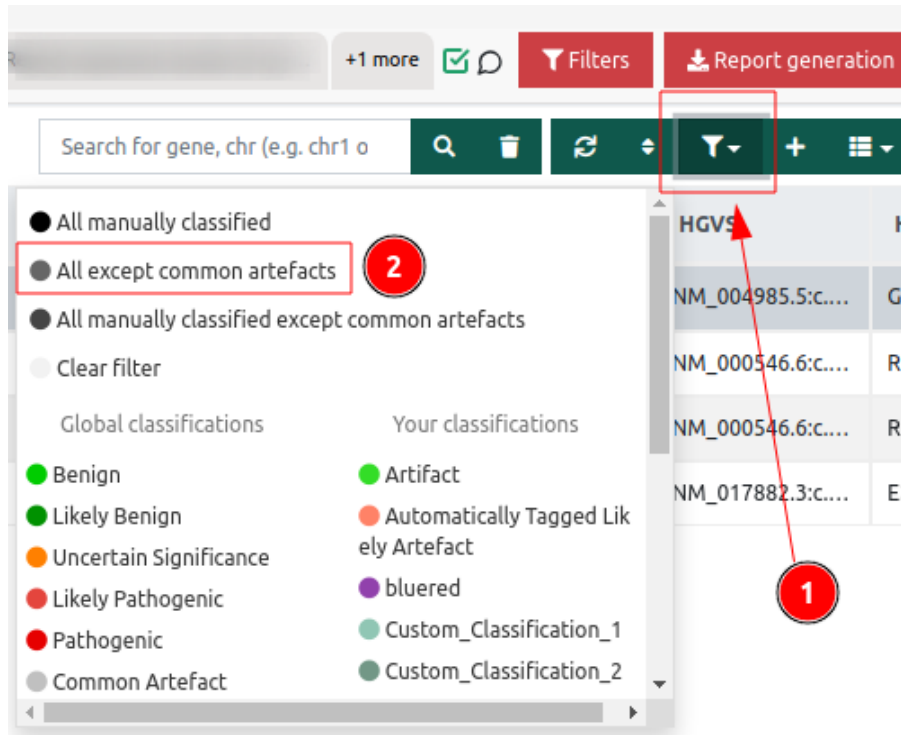 +1 more
Filters
Report generation
Search for gene, chr (e.g. chr1 o
All manually classified
HGVS
All except common artefacts
2
NM_004985.5:c....
G
All manually classified except common artefacts
Clear filter
NM_000546.6:c....
R
Global classifications
Your classifications
NM_000546.6:c....
R
Benign
Artifact
NM_017882.3:c....
E
Likely Benign
Automatically Tagged Lik
ely Artefact
Uncertain Significance
bluered
1
Likely Pathogenic
Custom_Classification_1
Pathogenic
Custom_Classification_2
Common Artefact